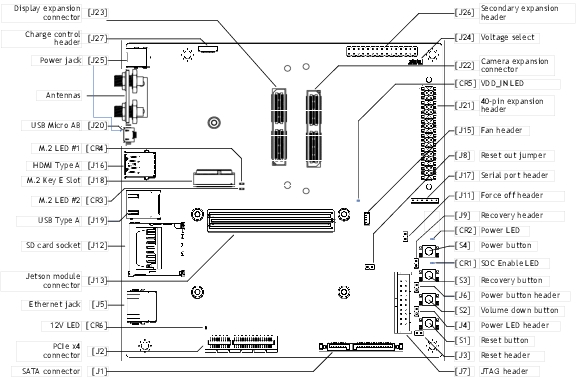 Display expansion
connector [J23]
Charge control
header [J27]
Power jack [J25]
Antennas
USB Micro AB [J20]
M.2 LED #1 [CR4]
HDMI Type A [J16]
M.2 Key E Slot [J18]
M.2 LED #2 [CR3]
USB Type A [J19]
SD card socket [J12]
Jetson module
connector [J13]
Ethernet jack [J5]
12V LED [CR6]
PCIe x4
connector [J2]
SATA connector [J1]
[J26] Secondary expansion
header
[J24] Voltage select
[J22] Camera expansion
connector
[CR5] VDD_IN LED
[J21] 40-pin expansion
header
[J15] Fan header
[J8] Reset out jumper
[J17] Serial port header
[J11] Force off header
[J9] Recovery header
[CR2] Power LED
[S4] Power button
[CR1] SOC Enable LED
[S3] Recovery button
[J6] Power button header
[S2] Volume down button
[J4] Power LED header
[S1] Reset button
[J3] Reset header
[J7] JTAG header